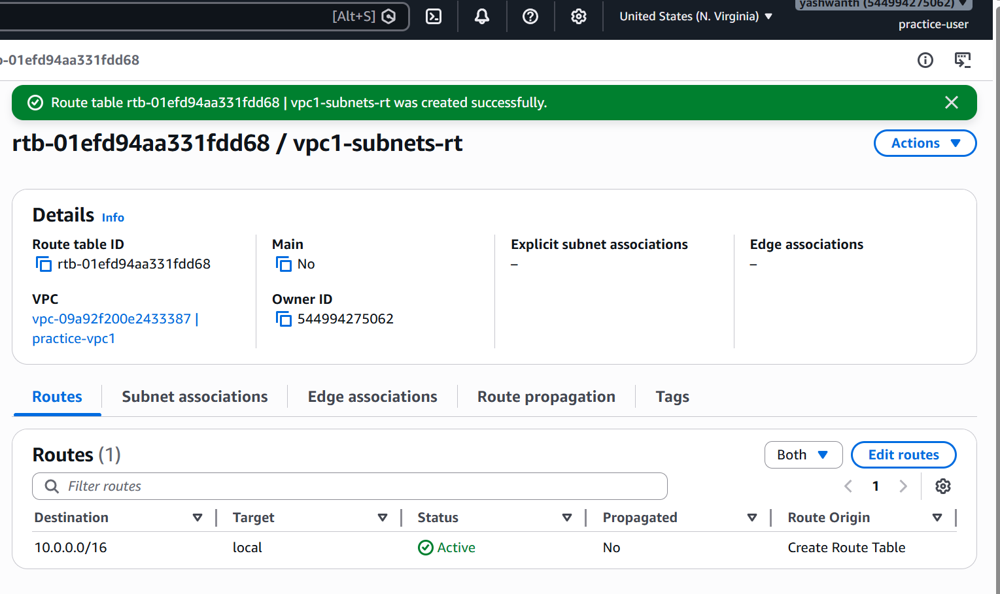 [Alt+S]
United States (N. Virginia)
yashwanth (544994275062)
practice-user
-01efd94aa331fdd68
Route table rtb-01efd94aa331fdd68 | vpc1-subnets-rt was created successfully.
rtb-01efd94aa331fdd68 / vpc1-subnets-rt
Actions
Details Info
Route table ID
rtb-01efd94aa331fdd68
Main
No
Explicit subnet associations
–
Edge associations
–
VPC
vpc-09a92f200e2433387 |
practice-vpc1
Owner ID
544994275062
Routes Subnet associations Edge associations Route propagation Tags
Routes (1)
Both Edit routes
Filter routes
1
Destination Target Status Propagated Route Origin
10.0.0.0/16 local Active No Create Route Table